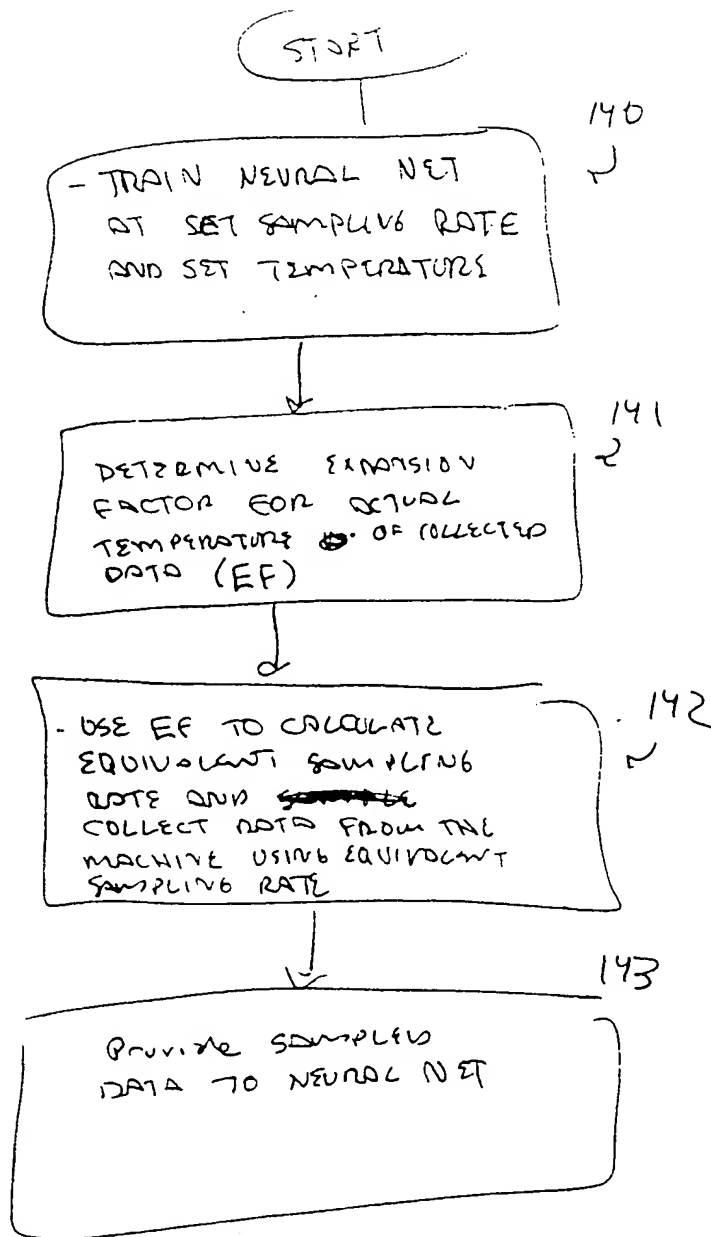 START
140
- TRAIN NEURAL NET
AT SET SAMPLING RATE
AND SET TEMPERATURE
141
DETERMINE EXPANSION
FACTOR FOR ACTUAL
TEMPERATURE OF COLLECTED
DATA (EF)
142
- USE EF TO CALCULATE
EQUIVALENT SAMPLING
RATE AND
COLLECT DATA FROM THE
MACHINE USING EQUIVALENT
SAMPLING RATE
143
Provide SAMPLED
DATA TO NEURAL NET